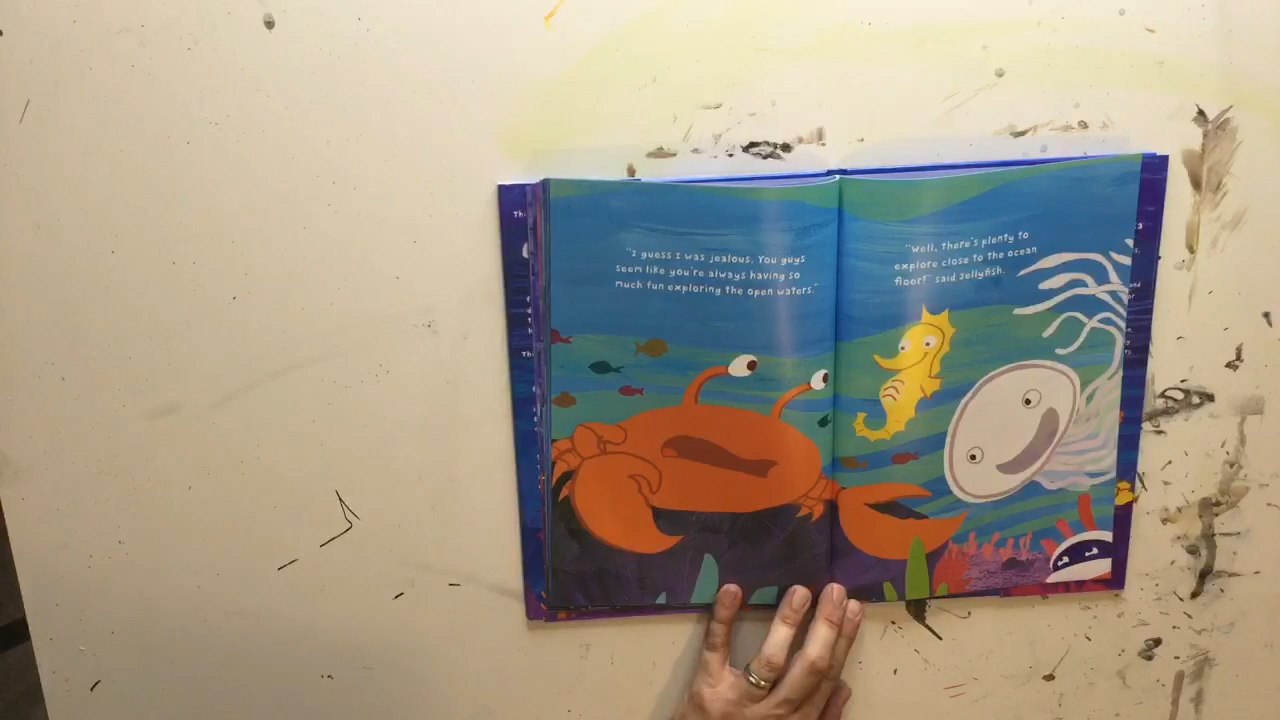 "I guess I was jealous. You guys
seem like you're always having so
much fun exploring the open waters."
"Well, there's plenty to
explore close to the ocean
floor!" said Jellyfish.